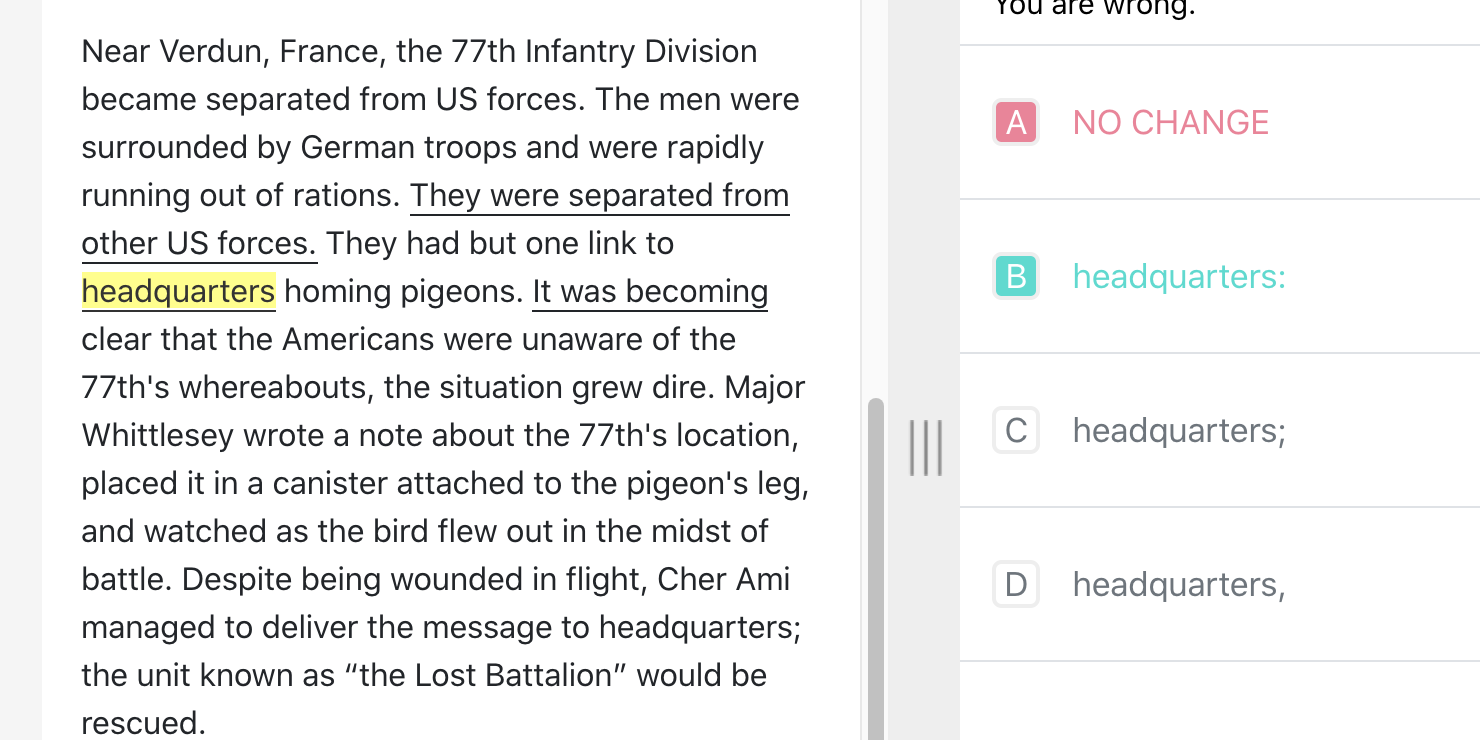 Near Verdun, France, the 77th Infantry Division
became separated from US forces. The men were
surrounded by German troops and were rapidly
running out of rations. They were separated from
other US forces. They had but one link to
headquarters homing pigeons. It was becoming
clear that the Americans were unaware of the
77th's whereabouts, the situation grew dire. Major
Whittlesey wrote a note about the 77th's location,
placed it in a canister attached to the pigeon's leg,
and watched as the bird flew out in the midst of
battle. Despite being wounded in flight, Cher Ami
managed to deliver the message to headquarters;
the unit known as “the Lost Battalion” would be
rescued.
You are wrong.
A NO CHANGE
B headquarters:
C headquarters;
D headquarters,